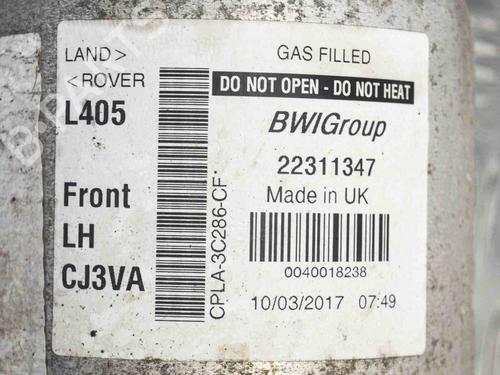 LAND>
<ROVER
L405
Front
LH
CJ3VA
CPLA-3C286-CF*
GAS FILLED
DO NOT OPEN - DO NOT HEAT
BWIGroup
22311347
Made in UK
0040018238
10/03/2017 07:49